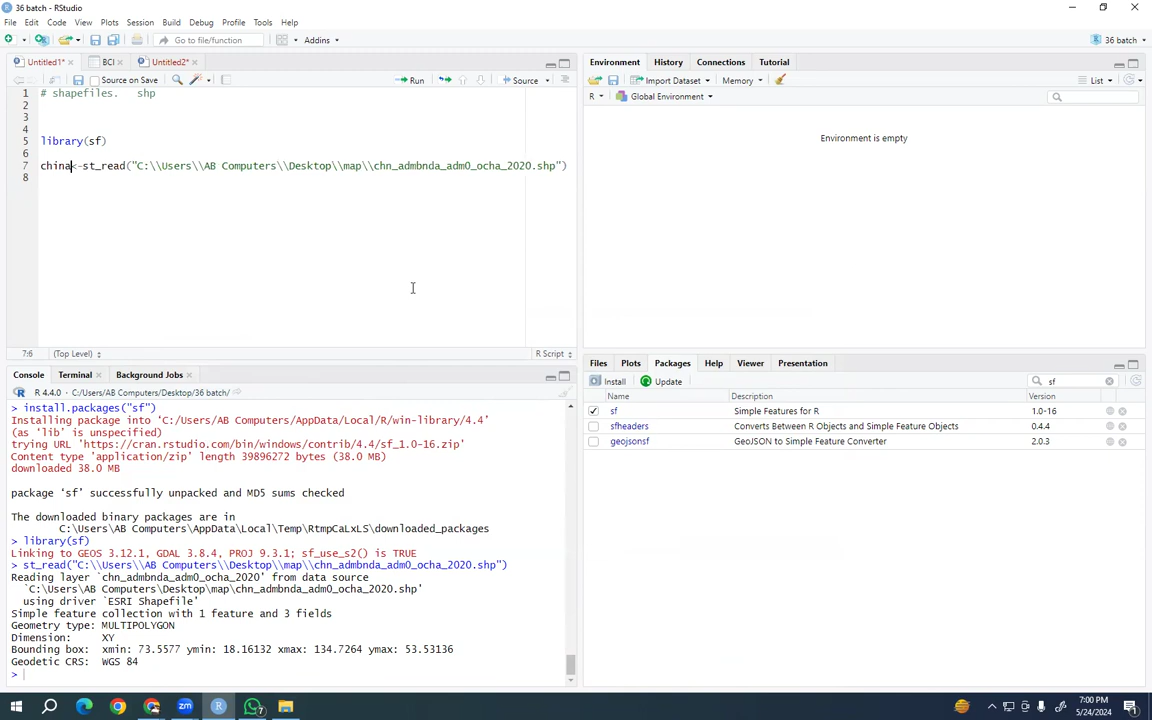 36 batch - RStudio
File Edit Code View Plots Session Build Debug Profile Tools Help
Go to file/function Addins 36 batch
Untitled1* BCI Untitled2*
Source on Save Run Source
1 # shapefiles.   shp
2
3
4
5 library(sf)
6
7 china<-st_read("C:\\Users\\AB Computers\\Desktop\\map\\chn_admbnda_adm0_ocha_2020.shp")
8
7:6 (Top Level) R Script
Console Terminal Background Jobs
R 4.4.0 · C:/Users/AB Computers/Desktop/36 batch/
> install.packages("sf")
Installing package into ‘C:/Users/AB Computers/AppData/Local/R/win-library/4.4’
(as ‘lib’ is unspecified)
trying URL 'https://cran.rstudio.com/bin/windows/contrib/4.4/sf_1.0-16.zip'
Content type 'application/zip' length 39896272 bytes (38.0 MB)
downloaded 38.0 MB
package ‘sf’ successfully unpacked and MD5 sums checked
The downloaded binary packages are in
C:\Users\AB Computers\AppData\Local\Temp\RtmpCaLxLS\downloaded_packages
> library(sf)
Linking to GEOS 3.12.1, GDAL 3.8.4, PROJ 9.3.1; sf_use_s2() is TRUE
> st_read("C:\\Users\\AB Computers\\Desktop\\map\\chn_admbnda_adm0_ocha_2020.shp")
Reading layer `chn_admbnda_adm0_ocha_2020' from data source
`C:\Users\AB Computers\Desktop\map\chn_admbnda_adm0_ocha_2020.shp'
using driver `ESRI Shapefile'
Simple feature collection with 1 feature and 3 fields
Geometry type: MULTIPOLYGON
Dimension:     XY
Bounding box:  xmin: 73.5577 ymin: 18.16132 xmax: 134.7264 ymax: 53.53136
Geodetic CRS:  WGS 84
>
Environment History Connections Tutorial
Import Dataset Memory List
R Global Environment
Environment is empty
Files Plots Packages Help Viewer Presentation
Install Update sf
Name Description Version
sf Simple Features for R 1.0-16
sfheaders Converts Between R Objects and Simple Feature Objects 0.4.4
geojsonsf GeoJSON to Simple Feature Converter 2.0.3
zm R 7
7:00 PM
5/24/2024
1